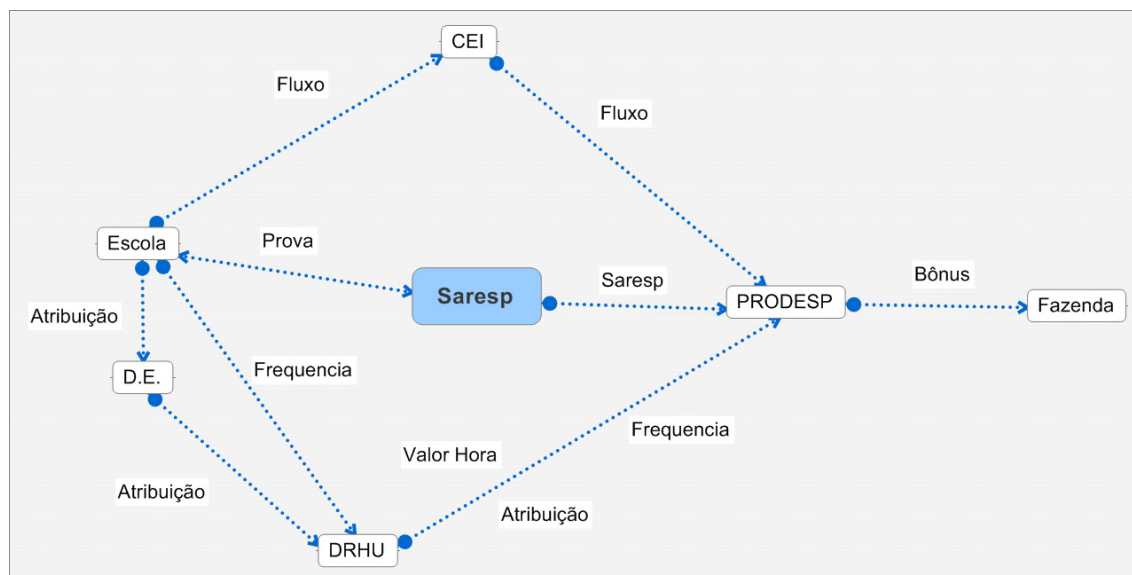 CEI
Fluxo
Fluxo
Escola
Prova
Saresp
Saresp
PRODESP
Bônus
Fazenda
Atribuição
D.E.
Frequencia
Frequencia
Valor Hora
Atribuição
Atribuição
DRHU